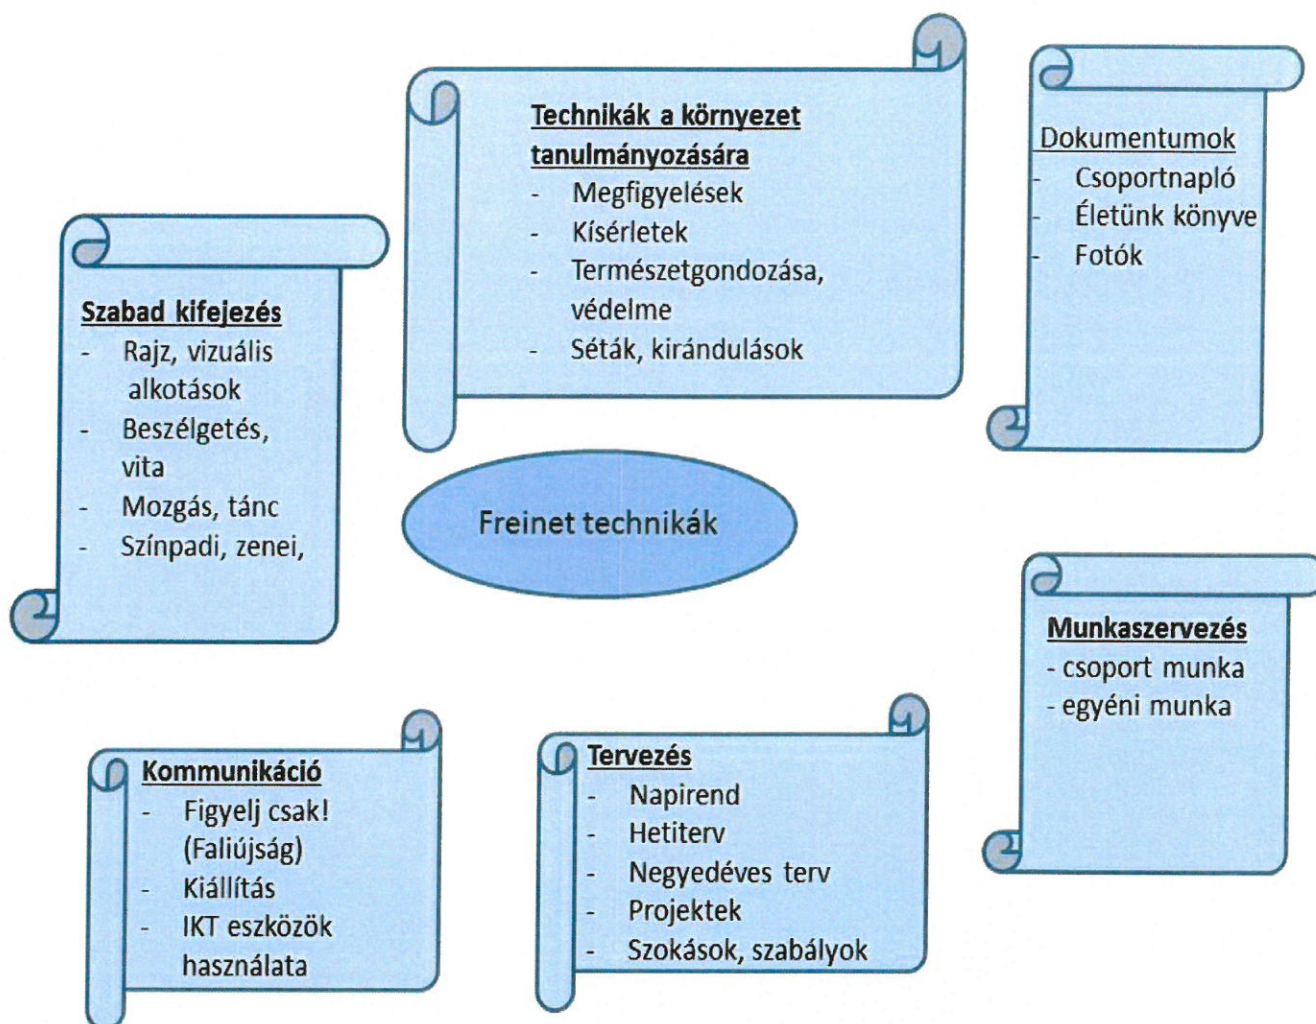 Technikák a környezet
tanulmányozására
- Megfigyelések
- Kísérletek
- Természetgondozása,
védelme
- Séták, kirándulások
Dokumentumok
- Csoportnapló
- Életünk könyve
- Fotók
Szabad kifejezés
- Rajz, vizuális
alkotások
- Beszélgetés,
vita
- Mozgás, tánc
- Színpadi, zenei,
Freinet technikák
Munkaszervezés
- csoport munka
- egyéni munka
Kommunikáció
- Figyelj csak!
(Faliújság)
- Kiállítás
- IKT eszközök
használata
Tervezés
- Napirend
- Hetiterv
- Negyedéves terv
- Projektek
- Szokások, szabályok